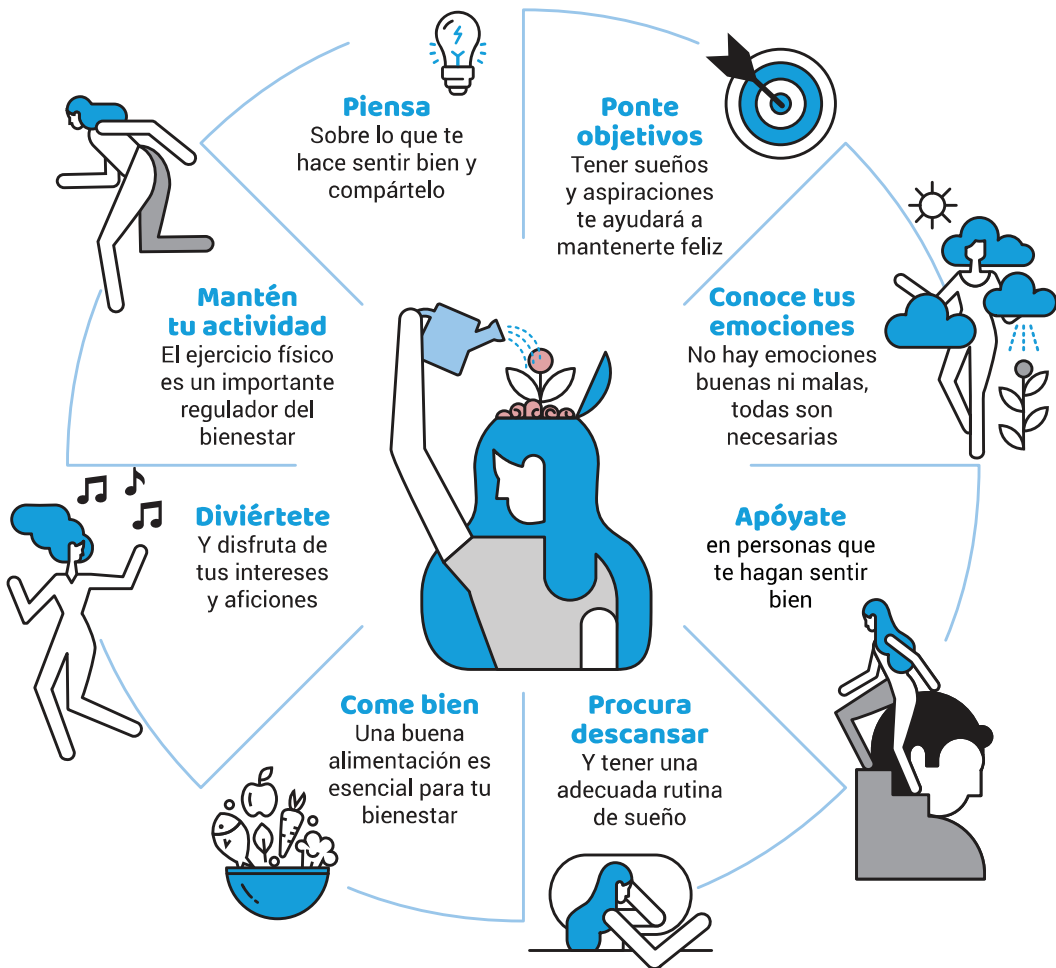 Piensa
Sobre lo que te
hace sentir bien y
compártelo
Ponte
objetivos
Tener sueños
y aspiraciones
te ayudará a
mantenerte feliz
Conoce tus
emociones
No hay emociones
buenas ni malas,
todas son
necesarias
Apóyate
en personas que
te hagan sentir
bien
Procura
descansar
Y tener una
adecuada rutina
de sueño
Come bien
Una buena
alimentación es
esencial para tu
bienestar
Diviértete
Y disfruta de
tus intereses
y aficiones
Mantén
tu actividad
El ejercicio físico
es un importante
regulador del
bienestar